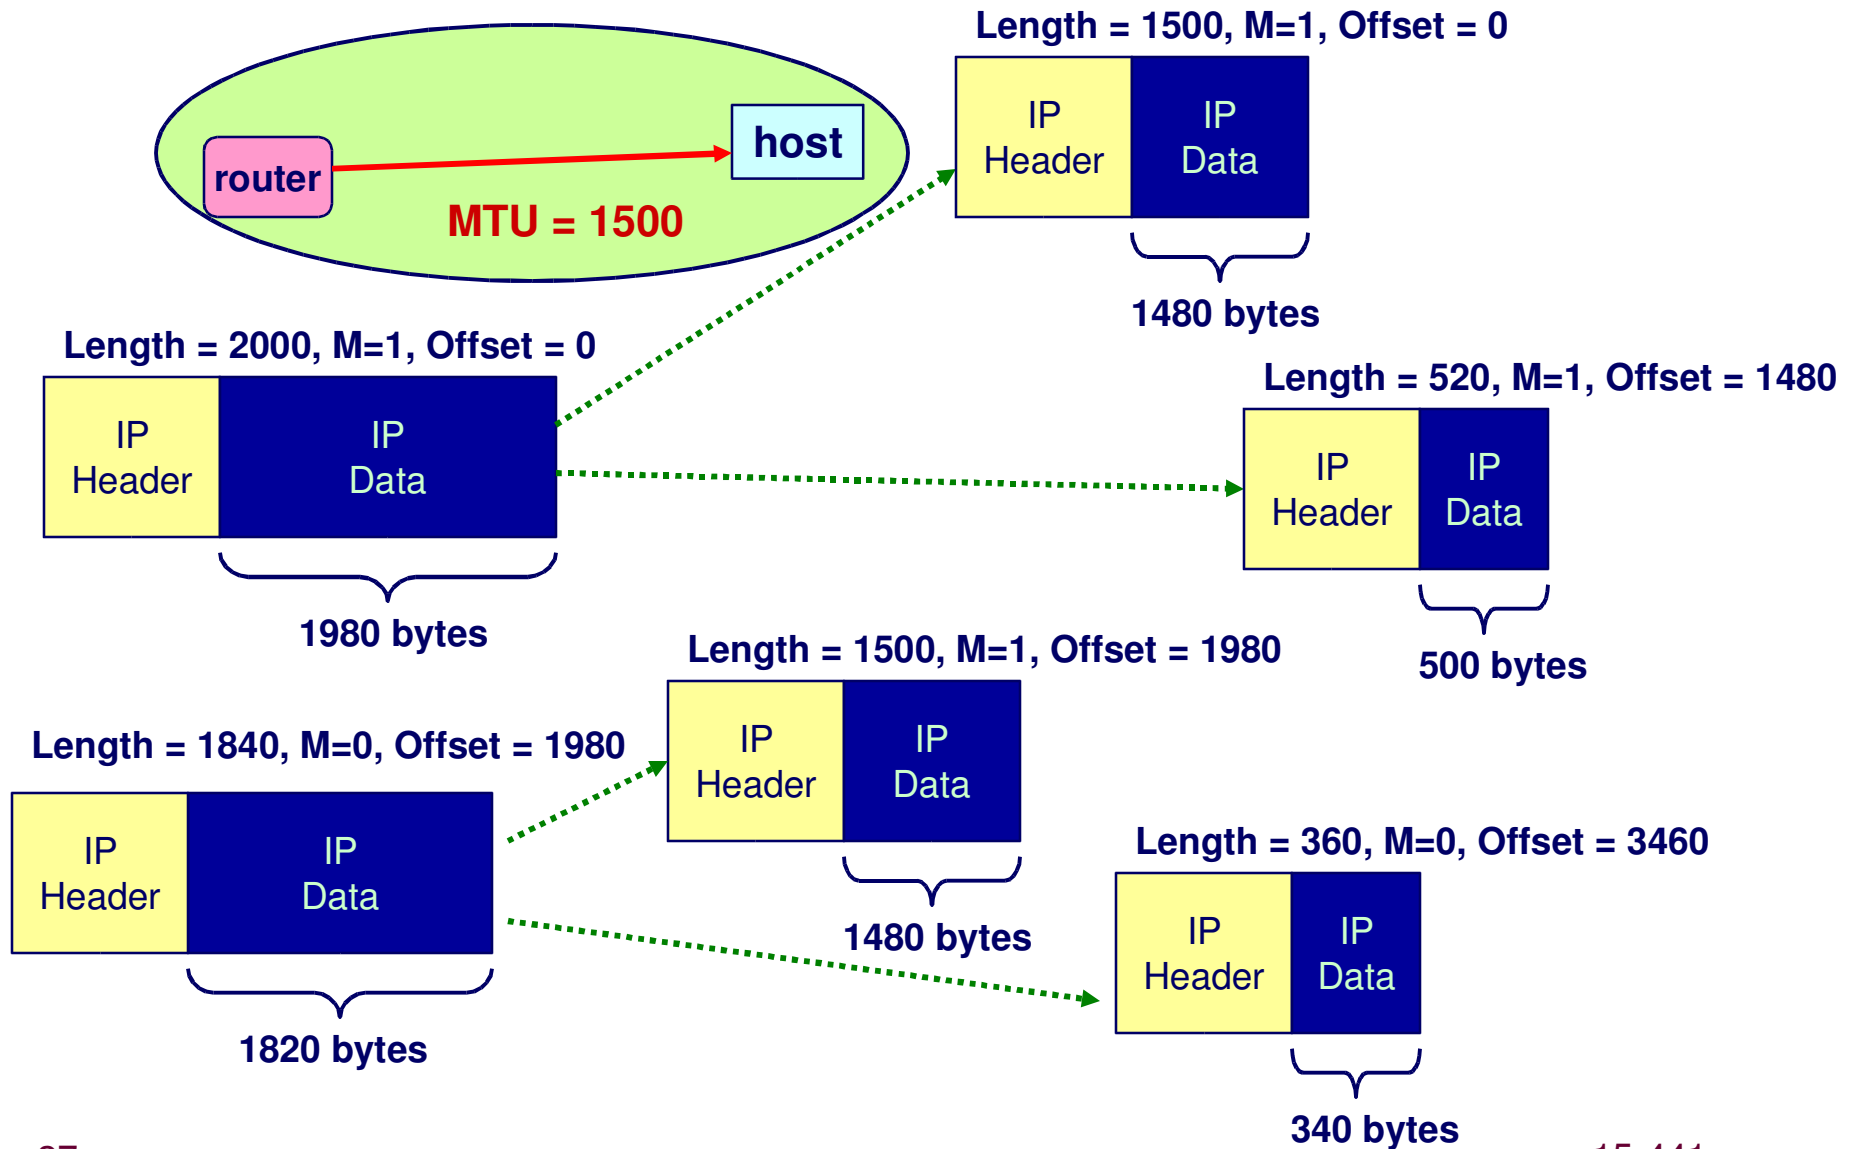 Length = 1500, M=1, Offset = 0
IP
Header
IP
Data
1480 bytes
router
host
MTU = 1500
Length = 2000, M=1, Offset = 0
IP
Header
IP
Data
1980 bytes
Length = 520, M=1, Offset = 1480
IP
Header
IP
Data
500 bytes
Length = 1500, M=1, Offset = 1980
IP
Header
IP
Data
1480 bytes
Length = 1840, M=0, Offset = 1980
IP
Header
IP
Data
1820 bytes
Length = 360, M=0, Offset = 3460
IP
Header
IP
Data
340 bytes